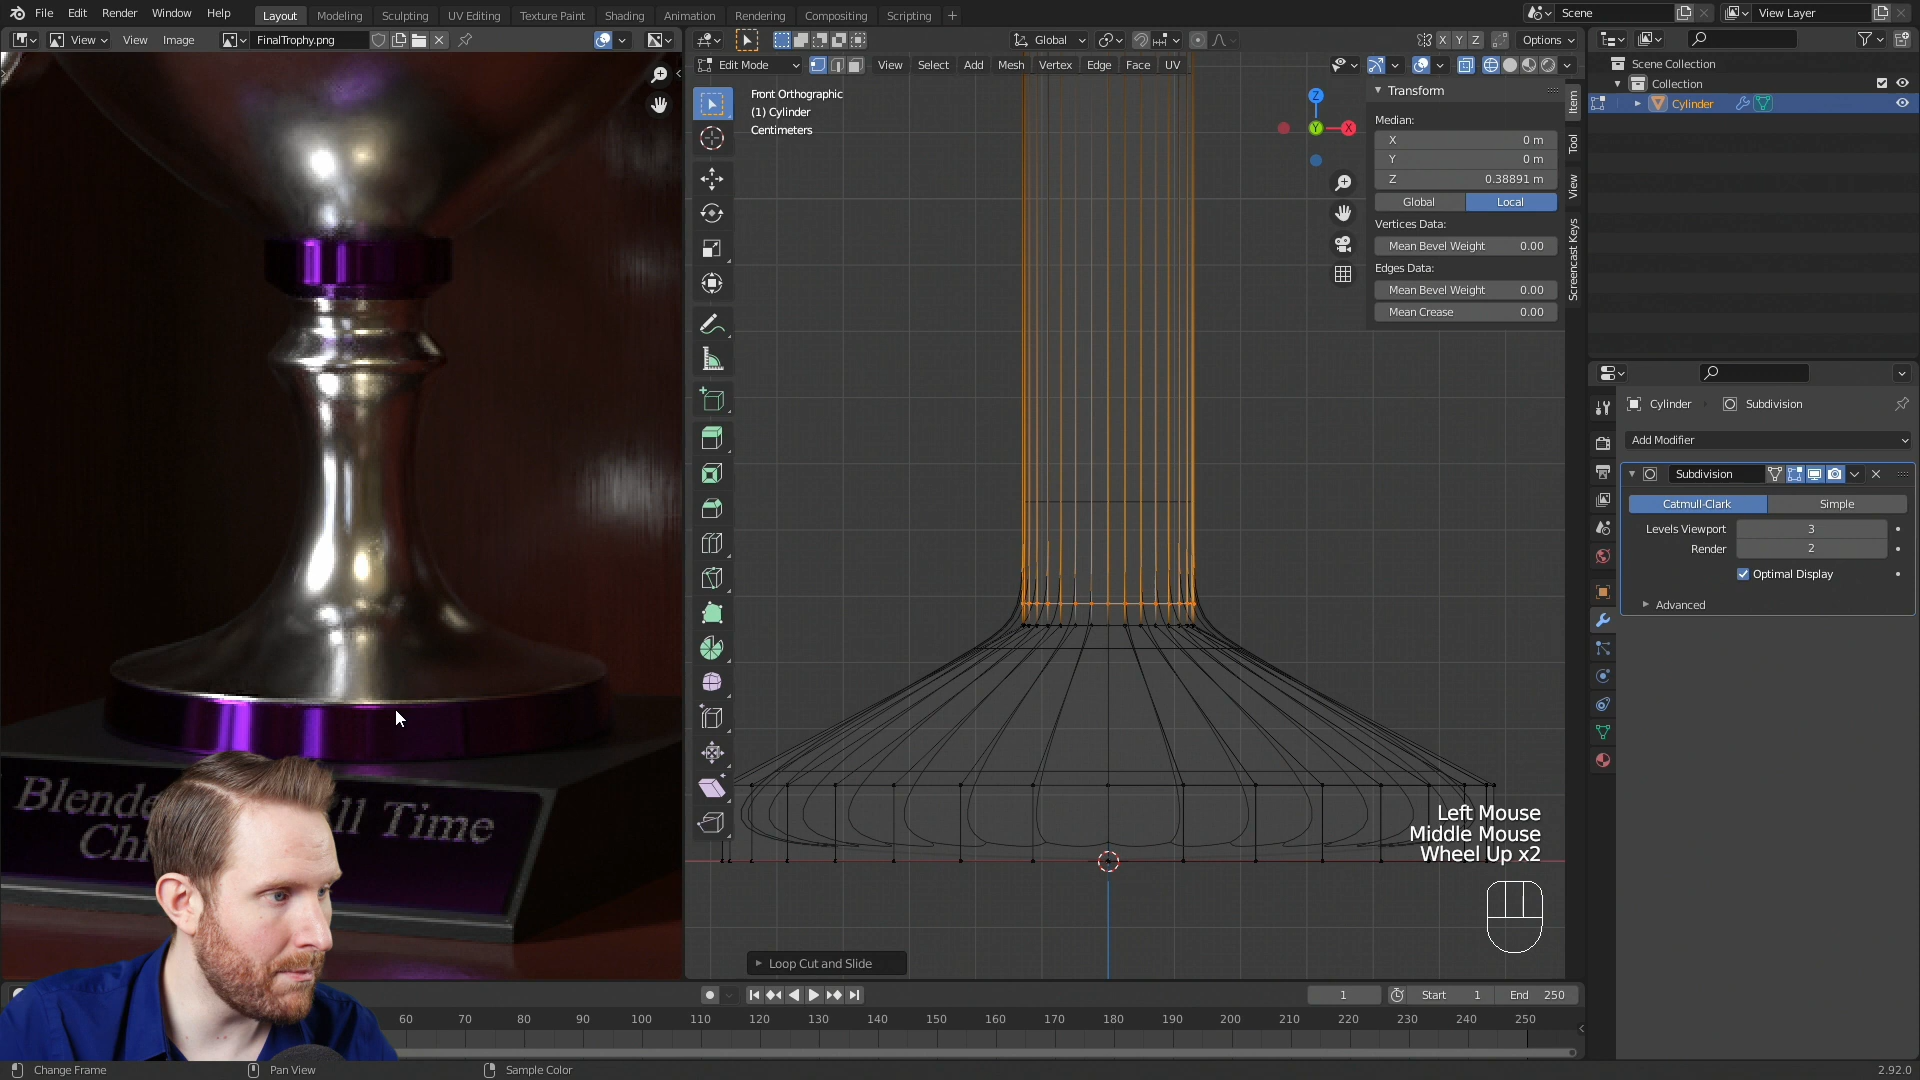 File Edit Render Window Help Layout Modeling Sculpting UV Editing Texture Paint Shading Animation Rendering Compositing Scripting + Scene View Layer
View View Image FinalTrophy.png Global X Y Z Options
Edit Mode View Select Add Mesh Vertex Edge Face UV
Front Orthographic
(1) Cylinder
Centimeters
Z
X
Y
Transform
Median:
X 0 m
Y 0 m
Z 0.38891 m
Global Local
Vertices Data:
Mean Bevel Weight 0.00
Edges Data:
Mean Bevel Weight 0.00
Mean Crease 0.00
Item
Tool
View
Screencast Keys
Scene Collection
Collection
Cylinder
Cylinder Subdivision
Add Modifier
Subdivision
Catmull-Clark Simple
Levels Viewport 3
Render 2
Optimal Display
Advanced
Blende ll Time
Ch
Left Mouse
Middle Mouse
Wheel Up x2
Loop Cut and Slide
1 Start 1 End 250
60 70 80 90 100 110 120 130 140 150 160 170 180 190 200 210 220 230 240 250
Change Frame Pan View Sample Color 2.92.0